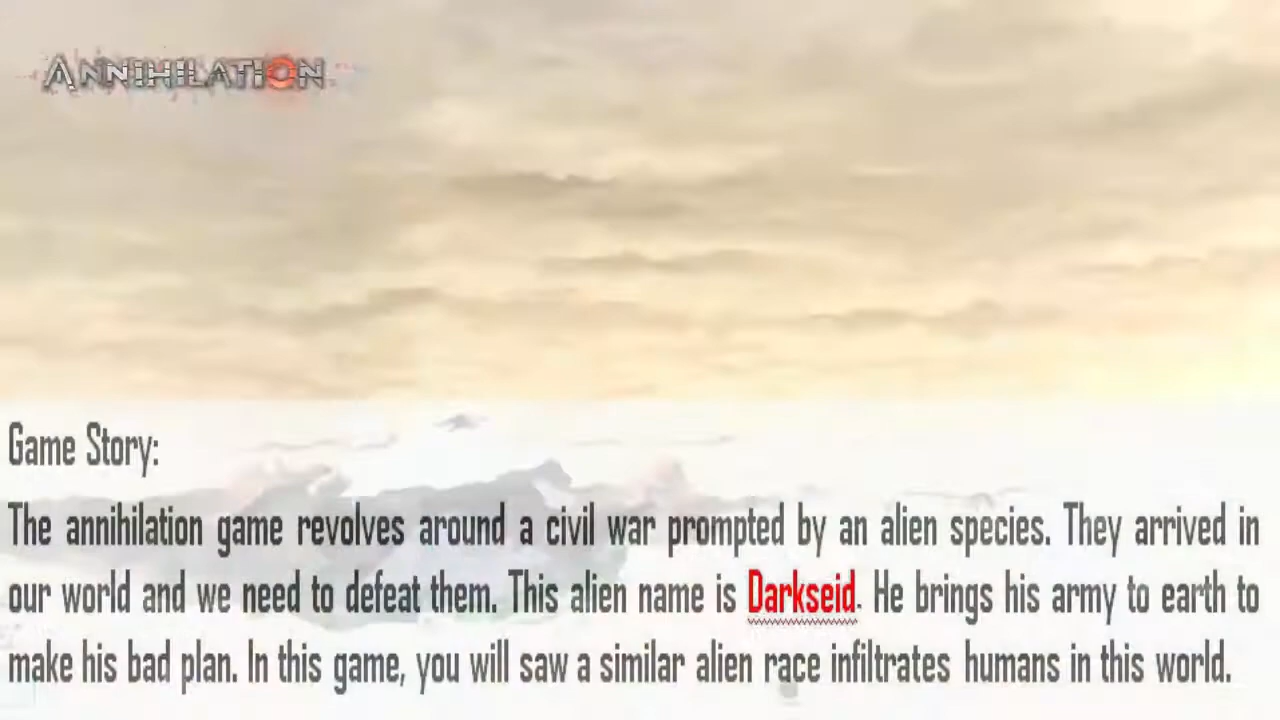 ANNIHILATION
Game Story:
The annihilation game revolves around a civil war prompted by an alien species. They arrived in
our world and we need to defeat them. This alien name is Darkseid. He brings his army to earth to
make his bad plan. In this game, you will saw a similar alien race infiltrates humans in this world.